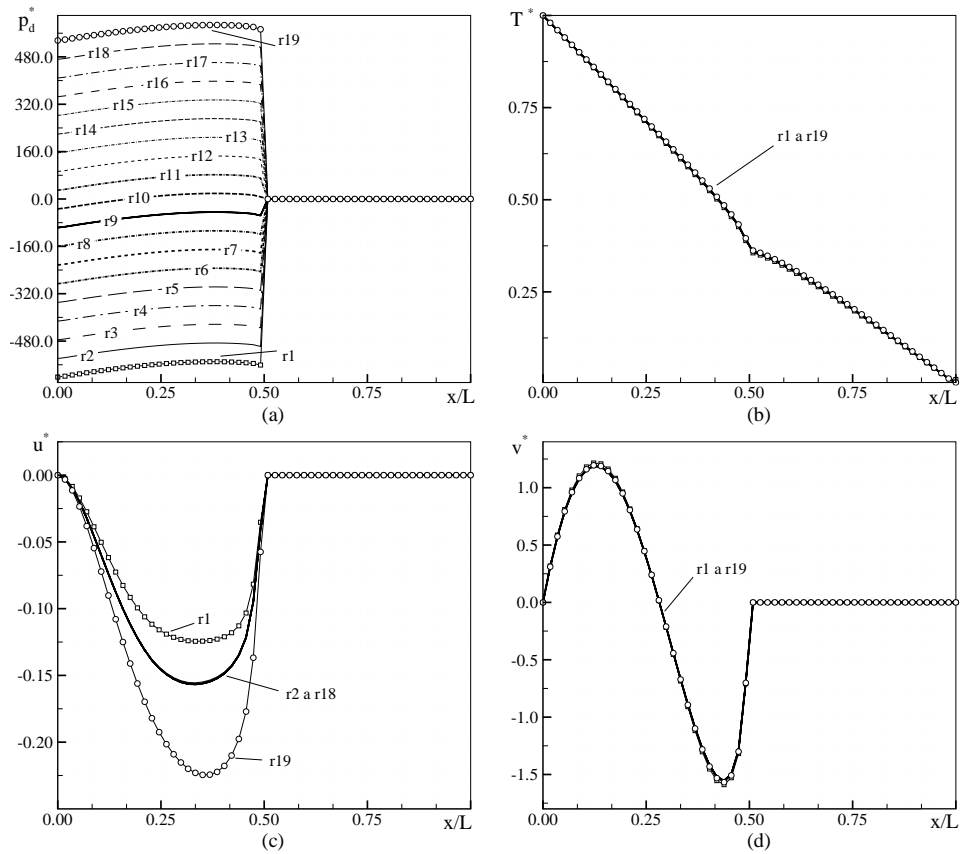 p_d^*
480.0
320.0
160.0
0.0
-160.0
-320.0
-480.0
r19
r18
r17
r16
r15
r14
r13
r12
r11
r10
r9
r8
r7
r6
r5
r4
r3
r2
r1
0.00 0.25 0.50 0.75 x/L
(a)
T^*
0.75
0.50
0.25
r1 a r19
0.00 0.25 0.50 0.75 x/L
(b)
u^*
0.00
-0.05
-0.10
-0.15
-0.20
r1
r2 a r18
r19
0.00 0.25 0.50 0.75 x/L
(c)
v^*
1.0
0.5
0.0
-0.5
-1.0
-1.5
r1 a r19
0.00 0.25 0.50 0.75 x/L
(d)